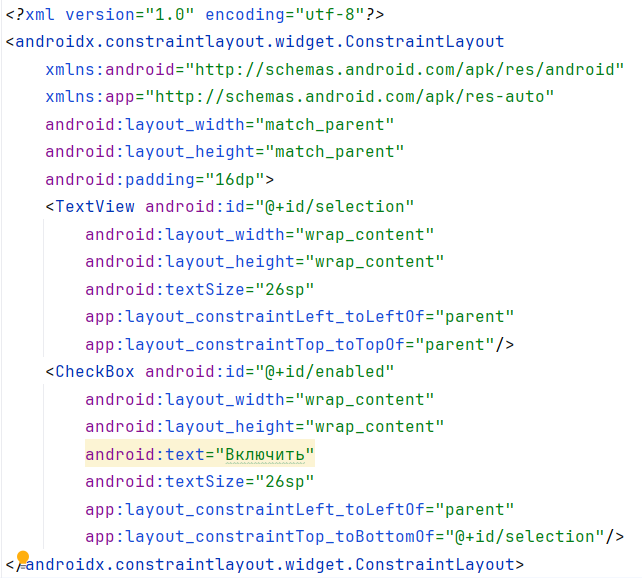 <?xml version="1.0" encoding="utf-8"?>
<androidx.constraintlayout.widget.ConstraintLayout
    xmlns:android="http://schemas.android.com/apk/res/android"
    xmlns:app="http://schemas.android.com/apk/res-auto"
    android:layout_width="match_parent"
    android:layout_height="match_parent"
    android:padding="16dp">
    <TextView android:id="@+id/selection"
        android:layout_width="wrap_content"
        android:layout_height="wrap_content"
        android:textSize="26sp"
        app:layout_constraintLeft_toLeftOf="parent"
        app:layout_constraintTop_toTopOf="parent"/>
    <CheckBox android:id="@+id/enabled"
        android:layout_width="wrap_content"
        android:layout_height="wrap_content"
        android:text="Включить"
        android:textSize="26sp"
        app:layout_constraintLeft_toLeftOf="parent"
        app:layout_constraintTop_toBottomOf="@+id/selection"/>
</androidx.constraintlayout.widget.ConstraintLayout>